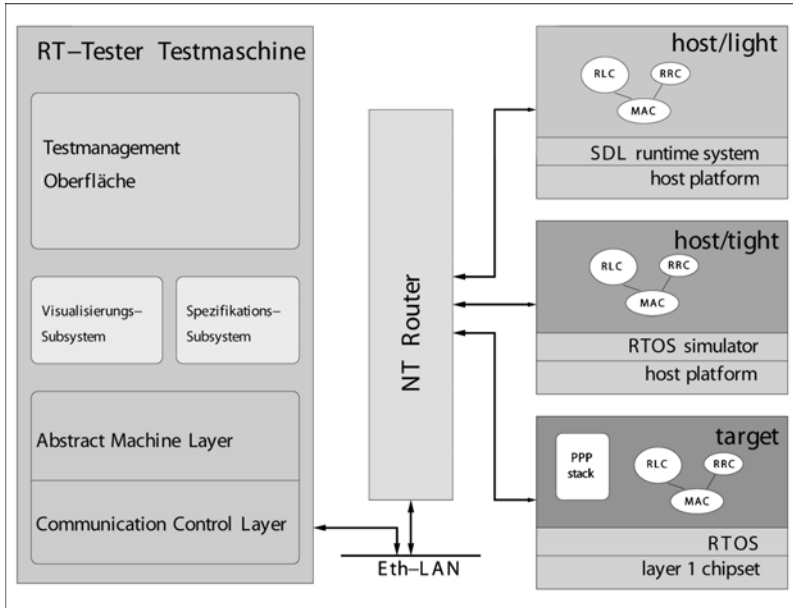 RT–Tester Testmaschine
Testmanagement
Oberfläche
Visualisierungs–
Subsystem
Spezifikations–
Subsystem
Abstract Machine Layer
Communication Control Layer
NT Router
Eth–LAN
host/light
RLC
RRC
MAC
SDL runtime system
host platform
host/tight
RLC
RRC
MAC
RTOS simulator
host platform
target
PPP
stack
RLC
RRC
MAC
RTOS
layer 1 chipset